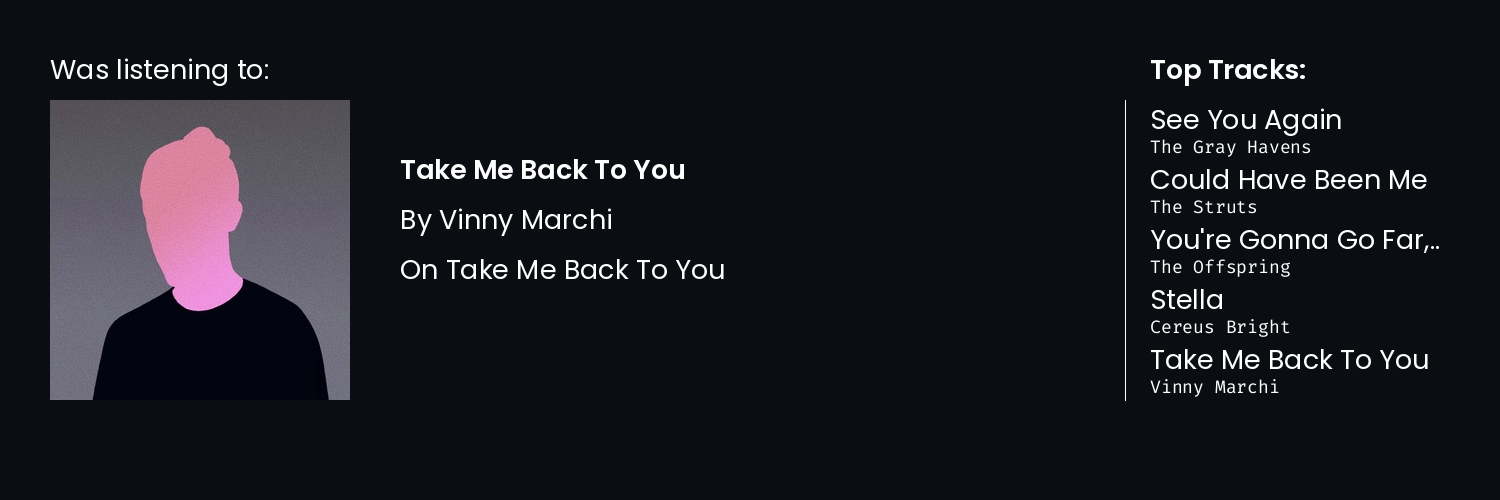 Was listening to:
Take Me Back To You
By Vinny Marchi
On Take Me Back To You
Top Tracks:
See You Again
The Gray Havens
Could Have Been Me
The Struts
You're Gonna Go Far,..
The Offspring
Stella
Cereus Bright
Take Me Back To You
Vinny Marchi